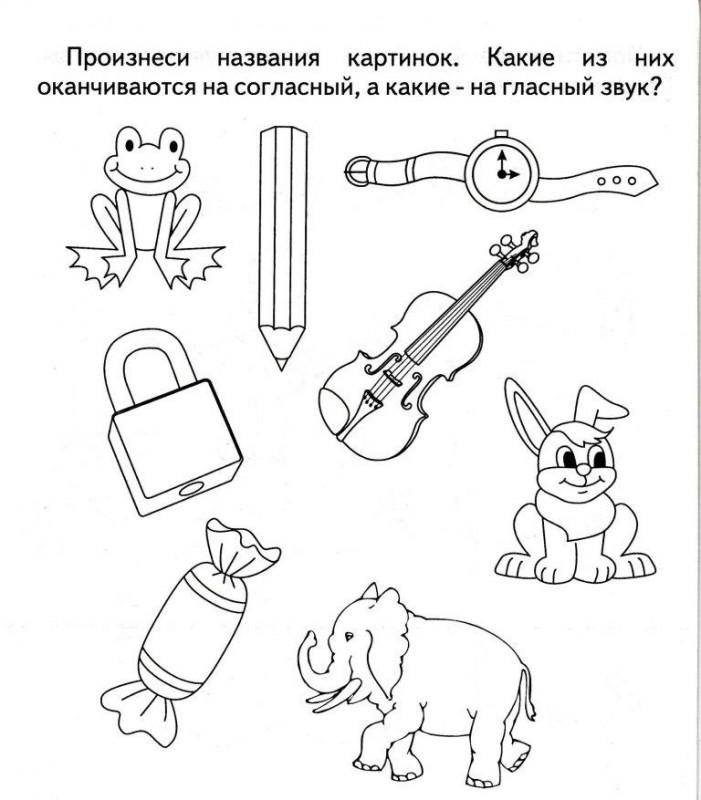 Произнеси названия картинок. Какие из них
оканчиваются на согласный, а какие - на гласный звук?